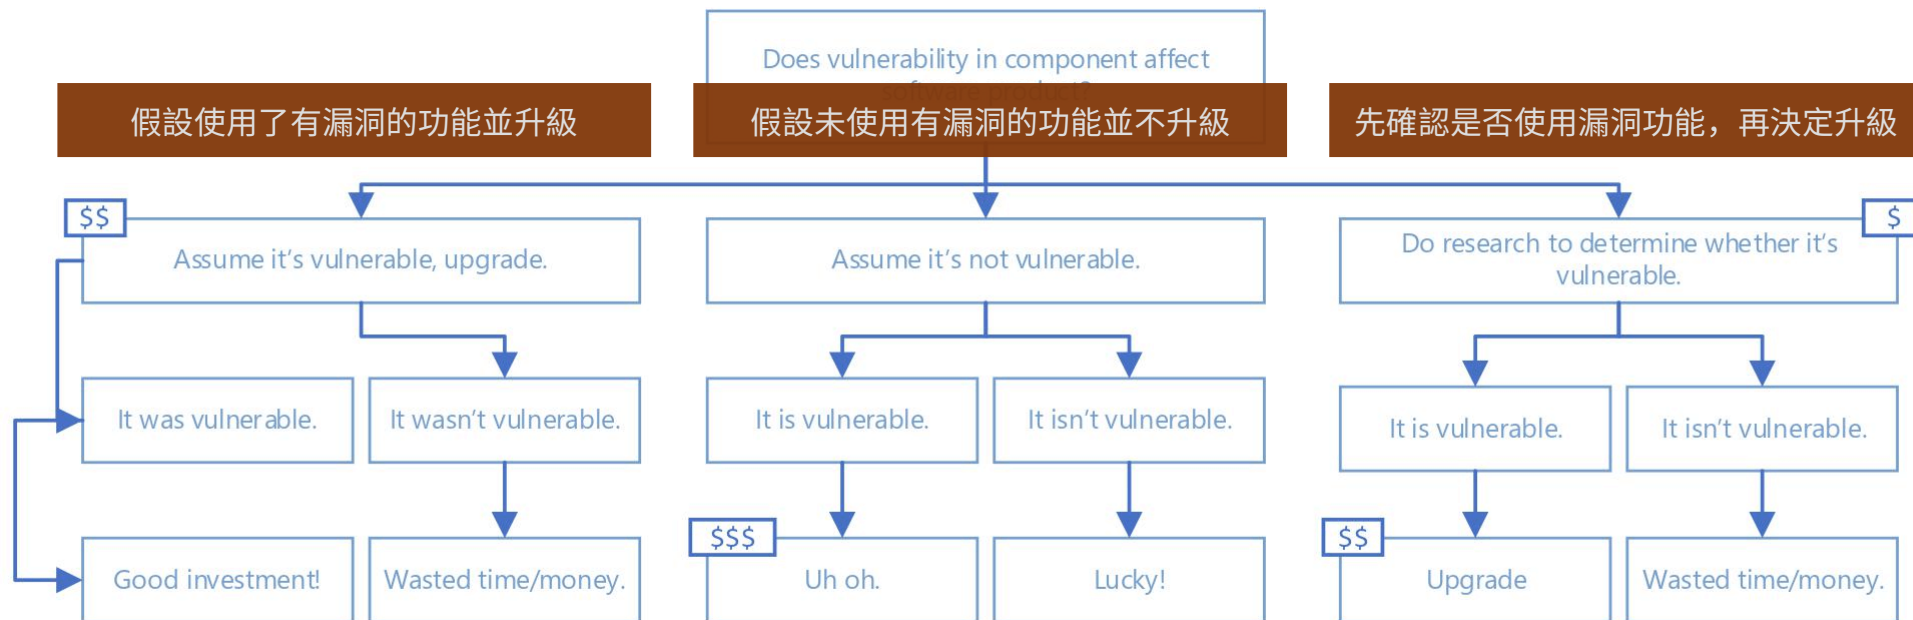 Does vulnerability in component affect
software product?
假設使用了有漏洞的功能並升級
假設未使用有漏洞的功能並不升級
先確認是否使用漏洞功能，再決定升級
$$
Assume it's vulnerable, upgrade.
Assume it's not vulnerable.
$
Do research to determine whether it's
vulnerable.
It was vulnerable.
It wasn't vulnerable.
It is vulnerable.
It isn't vulnerable.
It is vulnerable.
It isn't vulnerable.
Good investment!
Wasted time/money.
$$$
Uh oh.
Lucky!
$$
Upgrade
Wasted time/money.